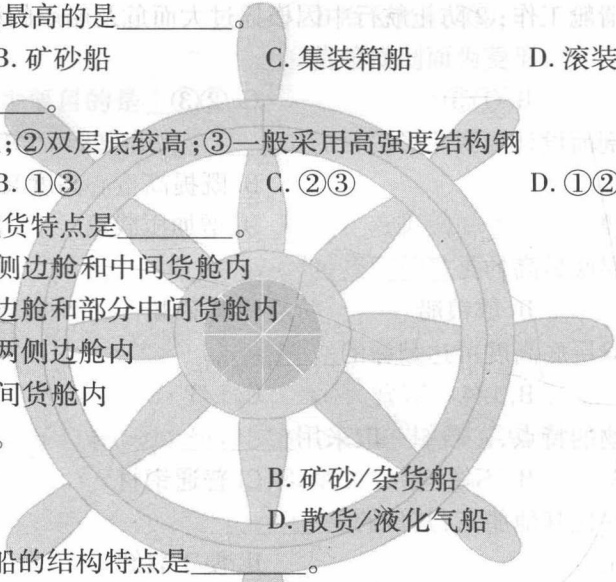 最高的是________。
B. 矿砂船 C. 集装箱船 D. 滚装
____。
;②双层底较高;③一般采用高强度结构钢
B. ①③ C. ②③ D. ①②
货特点是________。
侧边舱和中间货舱内
边舱和部分中间货舱内
两侧边舱内
间货舱内
。
B. 矿砂/杂货船
D. 散货/液化气船
船的结构特点是________。